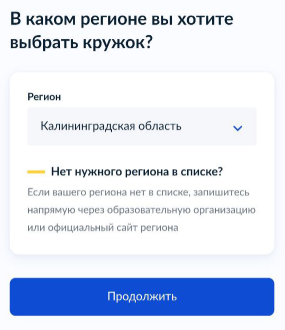 В каком регионе вы хотите
выбрать кружок?
Регион
Калининградская область
Нет нужного региона в списке?
Если вашего региона нет в списке, запишитесь
напрямую через образовательную организацию
или официальный сайт региона
Продолжить